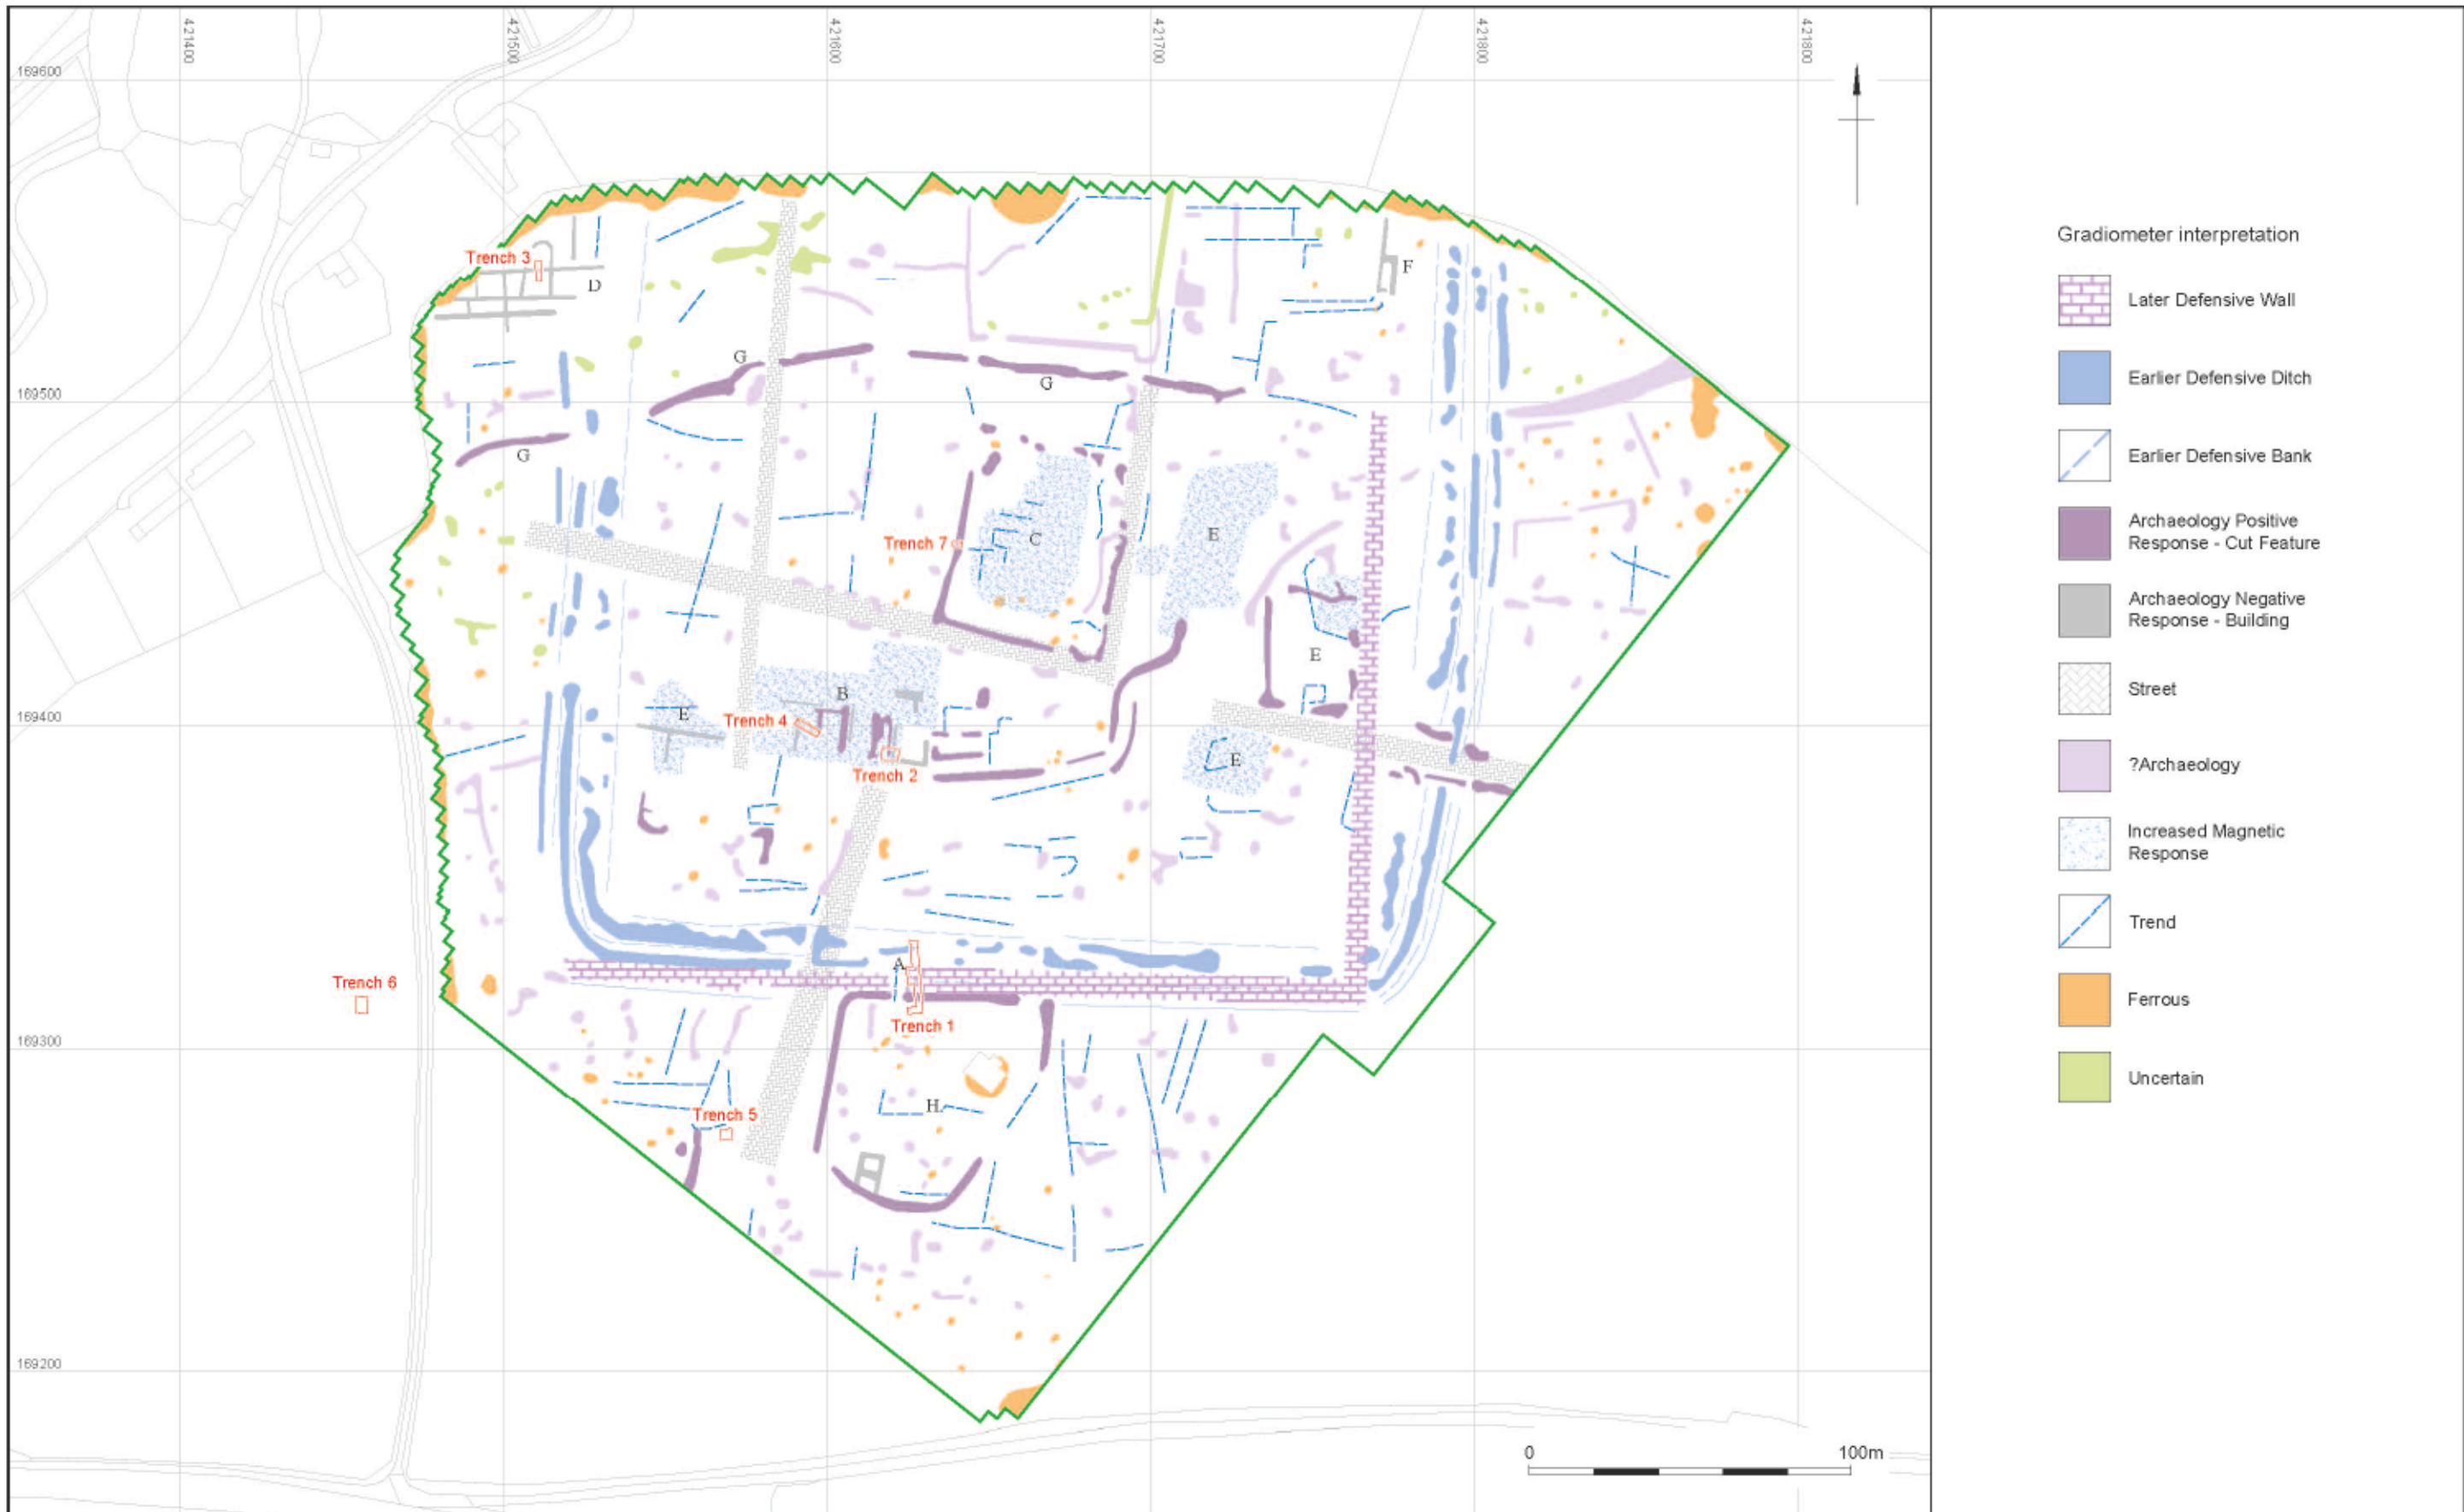 421400
421500
421600
421700
421800
421800
169600
169500
169400
169300
169200
Trench 3
D
F
G
G
G
Trench 7
C
E
E
B
E
Trench 4
Trench 2
E
A
Trench 6
Trench 1
Trench 5
H
0
100m
Gradiometer interpretation
Later Defensive Wall
Earlier Defensive Ditch
Earlier Defensive Bank
Archaeology Positive
Response - Cut Feature
Archaeology Negative
Response - Building
Street
?Archaeology
Increased Magnetic
Response
Trend
Ferrous
Uncertain